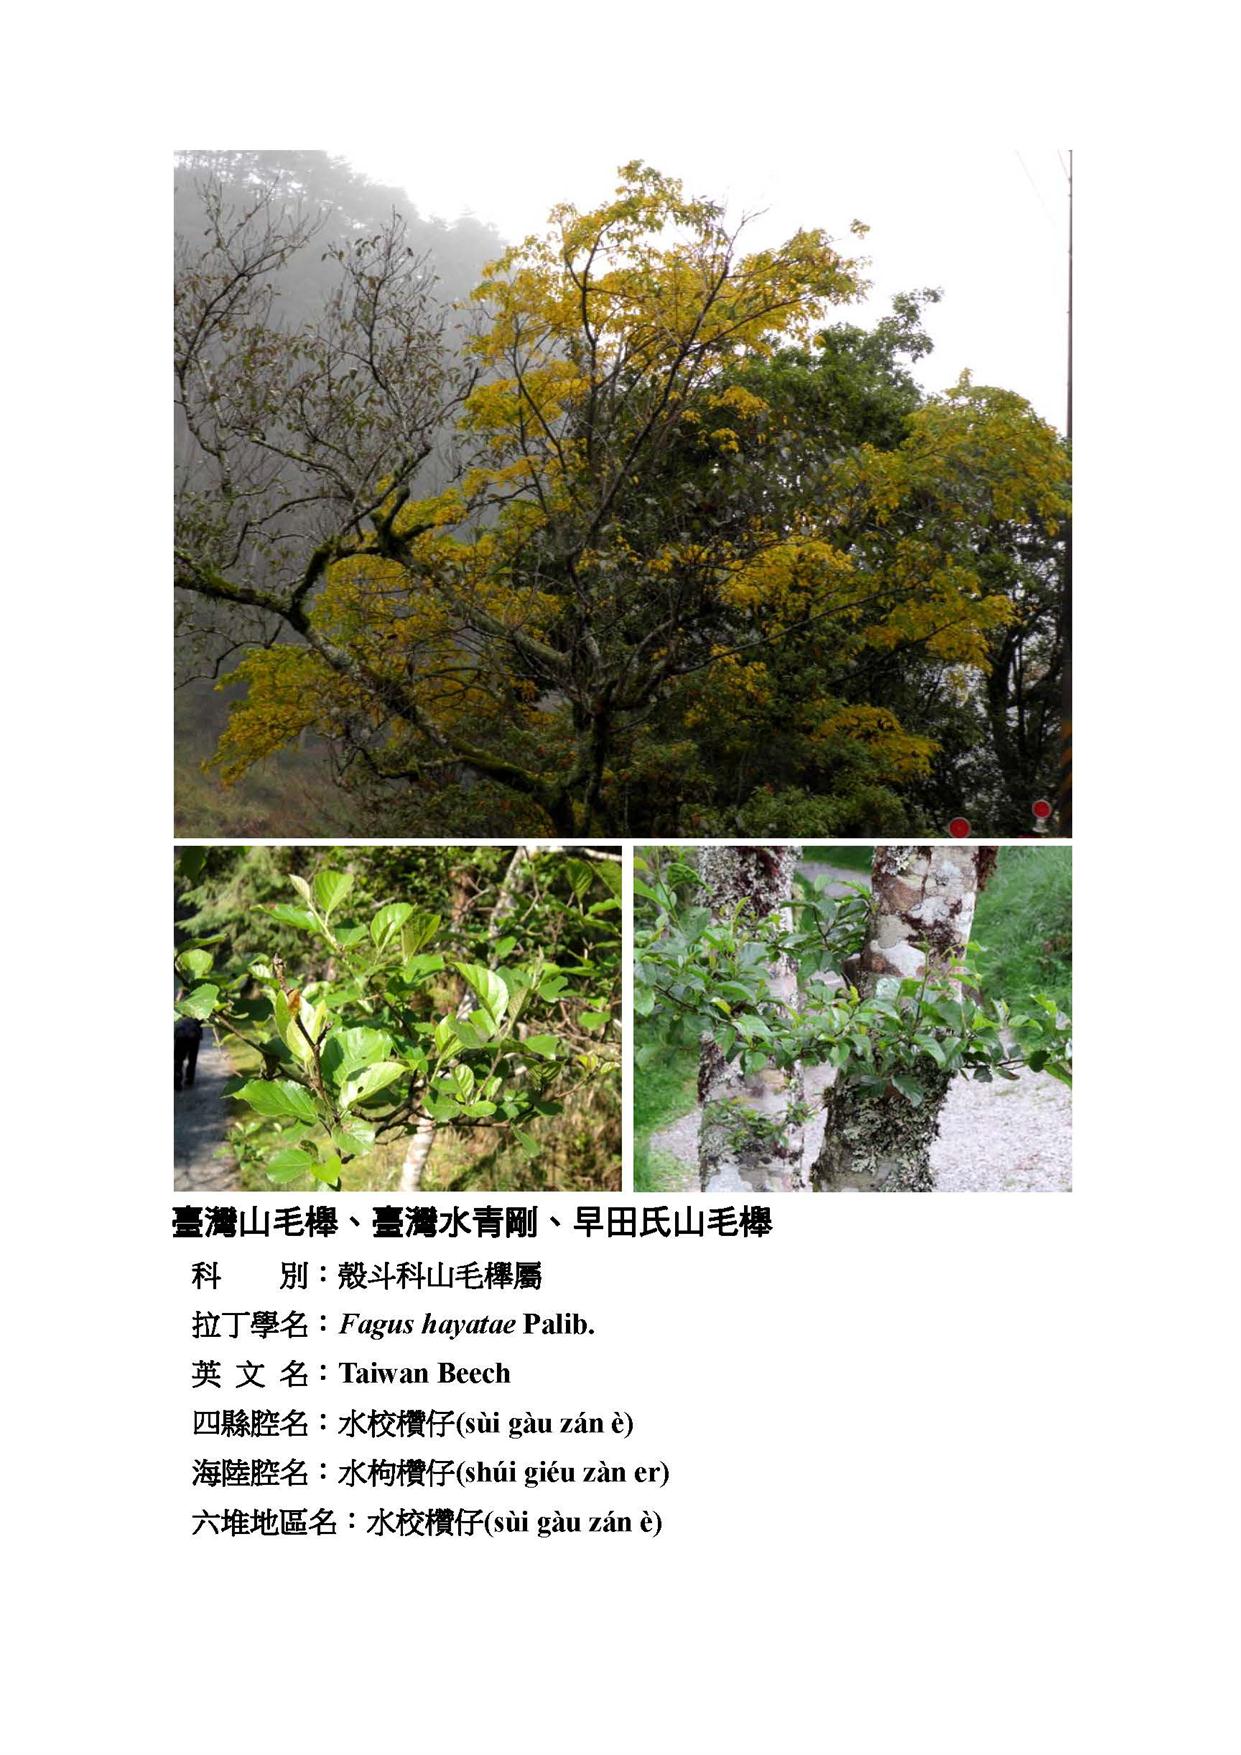 臺灣山毛櫸、臺灣水青剛、早田氏山毛櫸
科　　別：殼斗科山毛櫸屬
拉丁學名：Fagus hayatae Palib.
英 文 名：Taiwan Beech
四縣腔名：水校欑仔(sùi gàu zán è)
海陸腔名：水枸欑仔(shúi giéu zàn er)
六堆地區名：水校欑仔(sùi gàu zán è)